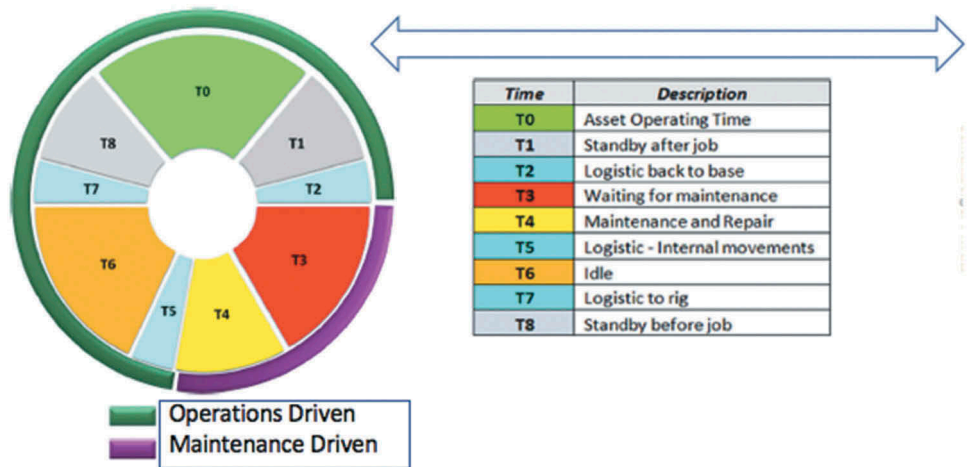 T0
T1
T2
T3
T4
T5
T6
T7
T8
Time Description
T0 Asset Operating Time
T1 Standby after job
T2 Logistic back to base
T3 Waiting for maintenance
T4 Maintenance and Repair
T5 Logistic - Internal movements
T6 Idle
T7 Logistic to rig
T8 Standby before job
Operations Driven
Maintenance Driven